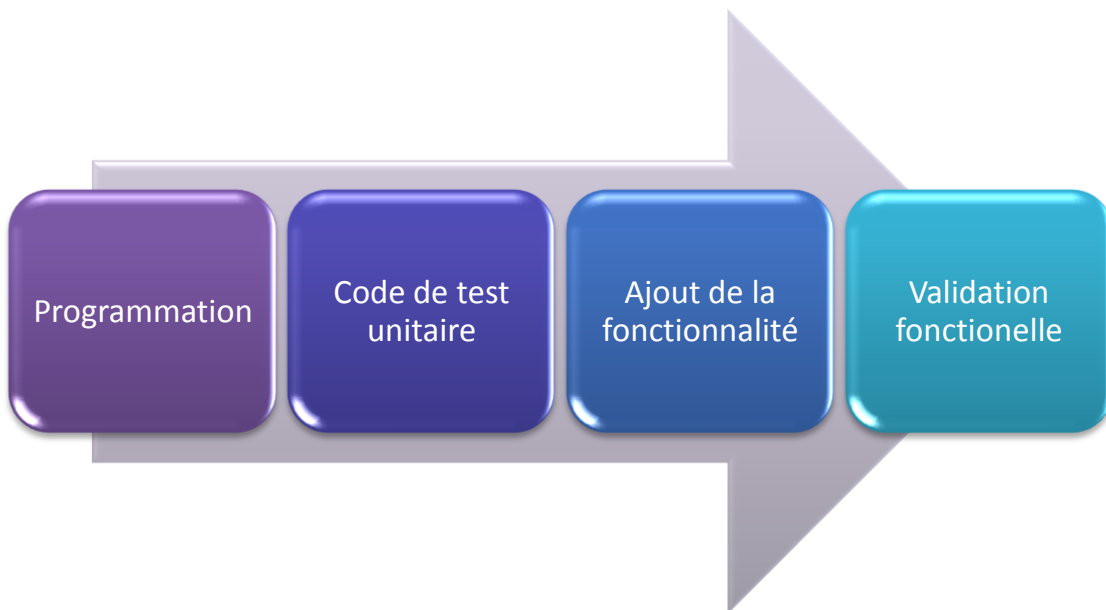 Programmation
Code de test
unitaire
Ajout de la
fonctionnalité
Validation
fonctionelle